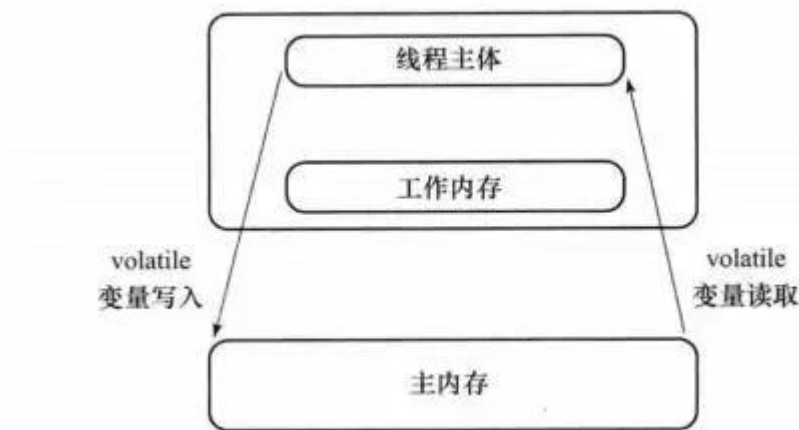 线程主体
工作内存
volatile
变量写入
volatile
变量读取
主内存